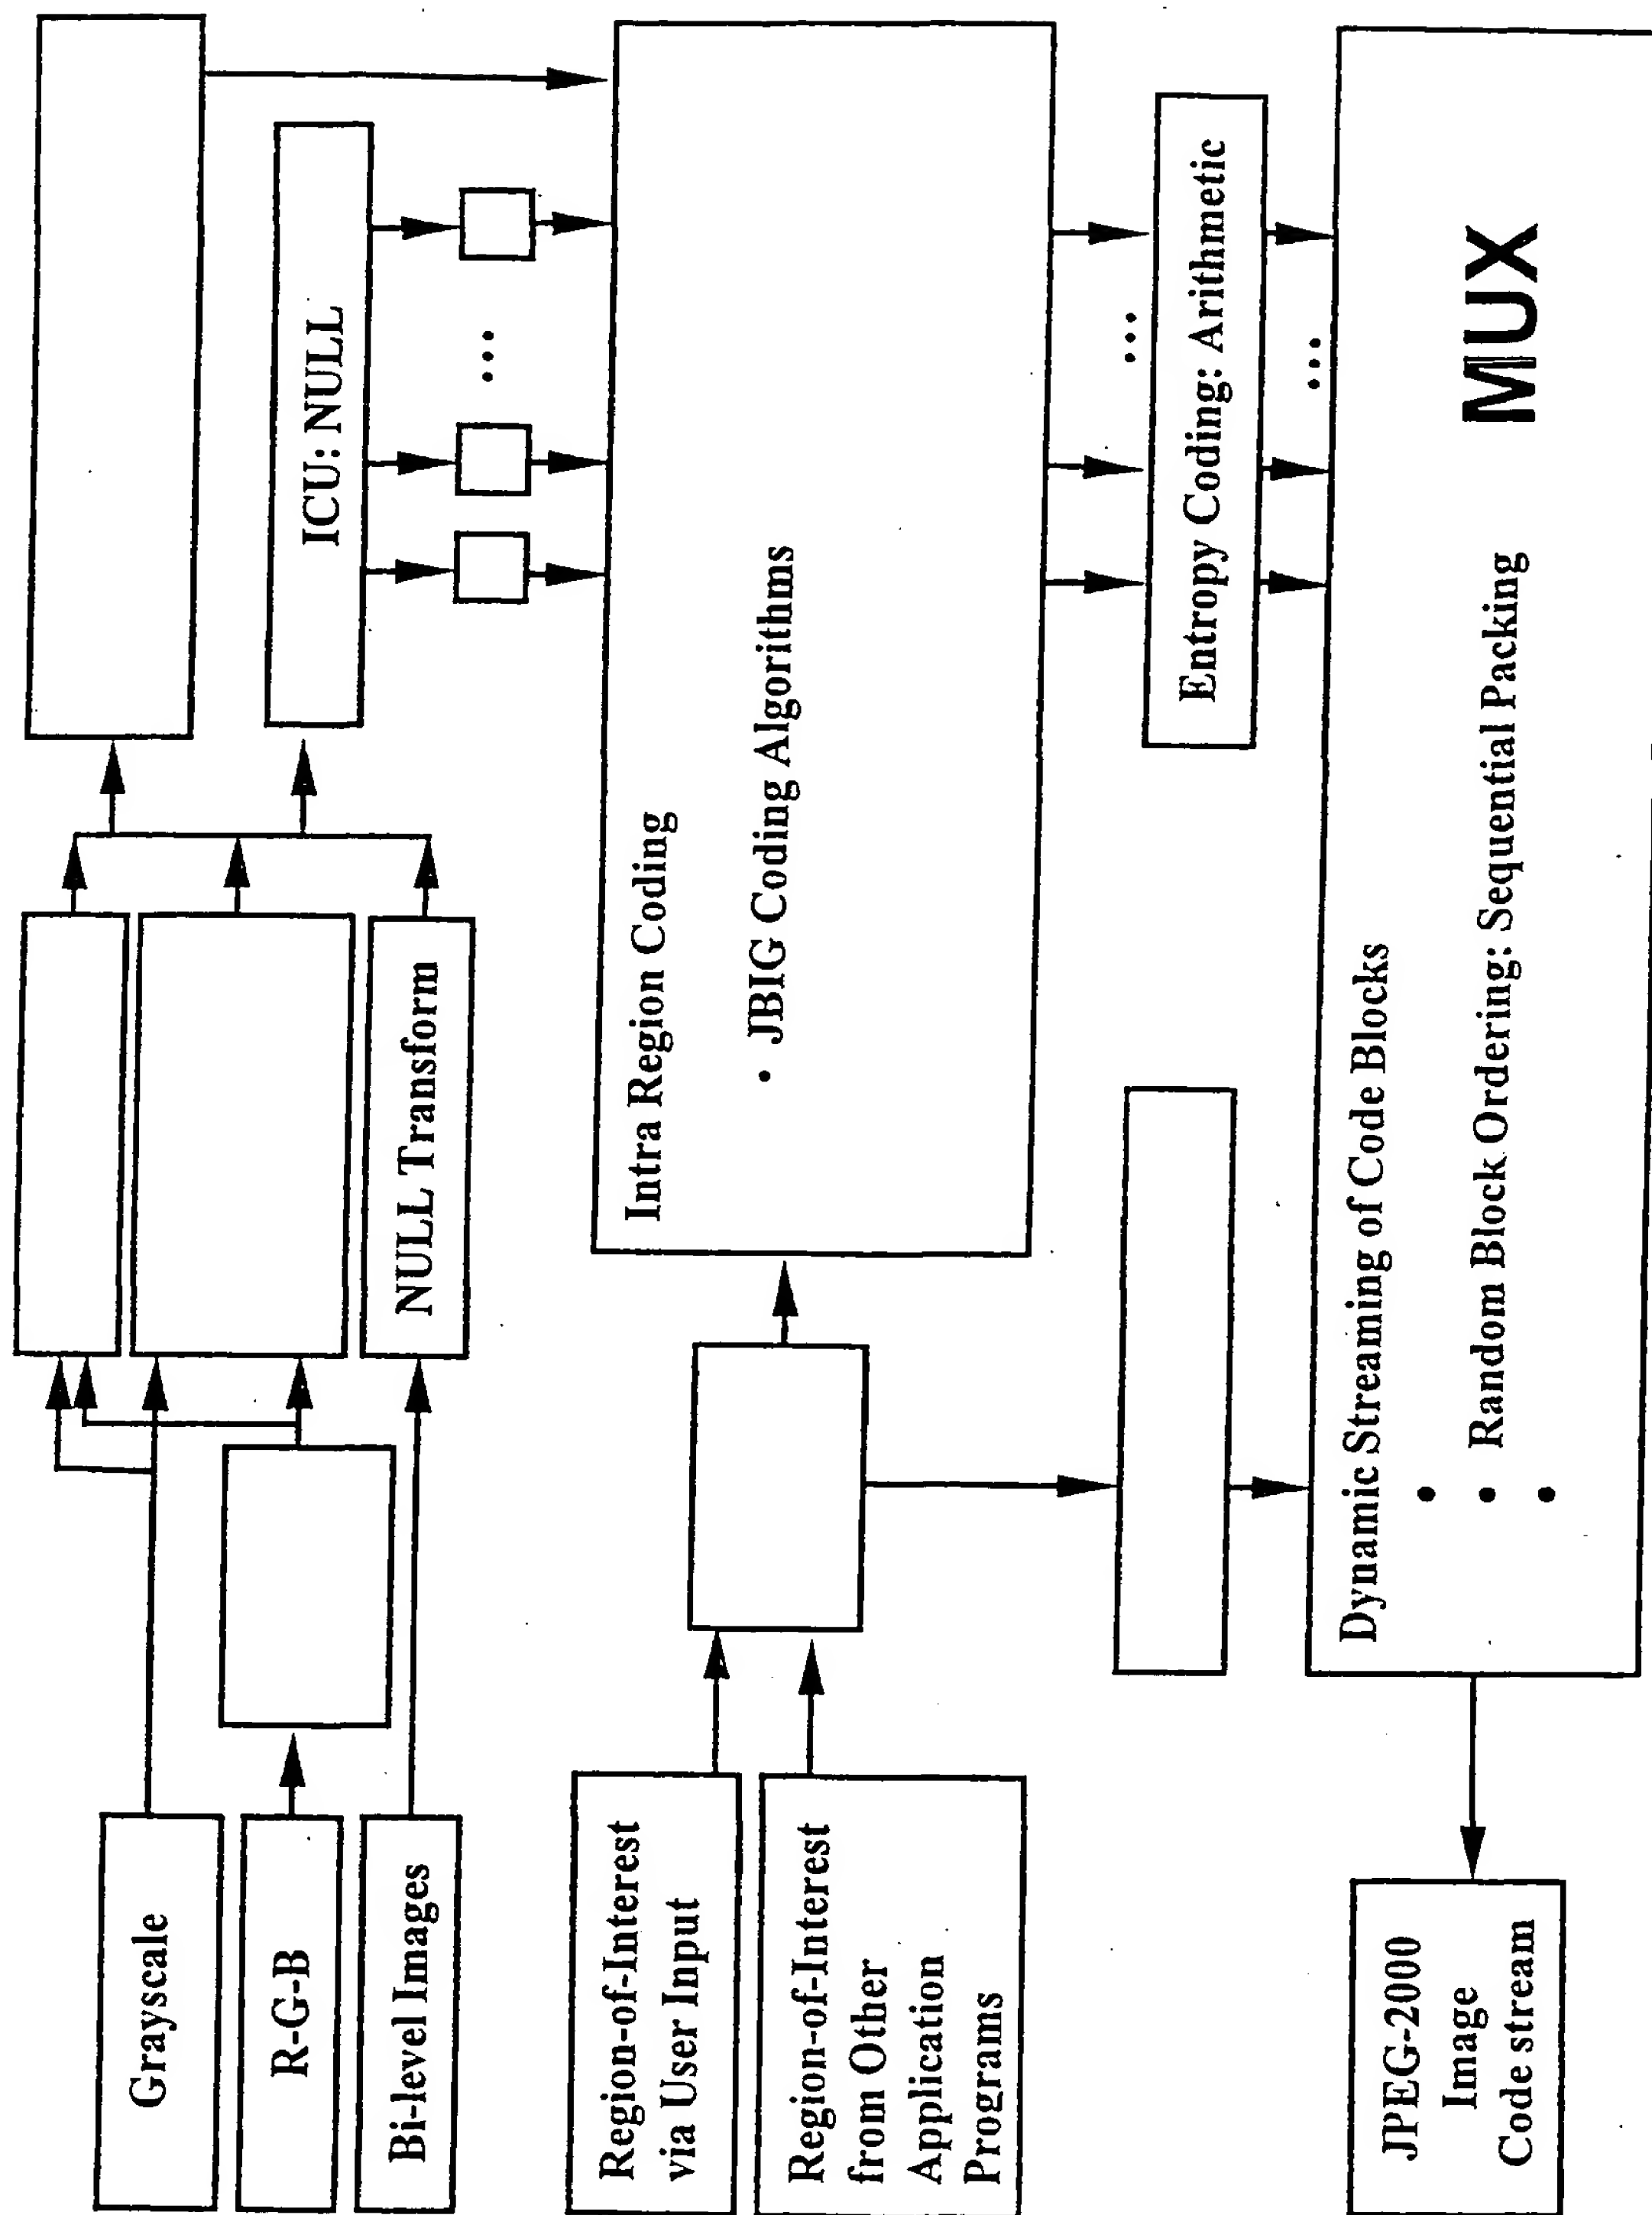 Grayscale
R-G-B
Bi-level Images
NULL Transform
ICU: NULL
Region-of-Interest
via User Input
Region-of-Interest
from Other
Application
Programs
Intra Region Coding
• JBIG Coding Algorithms
Entropy Coding: Arithmetic
Dynamic Streaming of Code Blocks
•
• Random Block Ordering: Sequential Packing
•
MUX
JPEG-2000
Image
Code stream